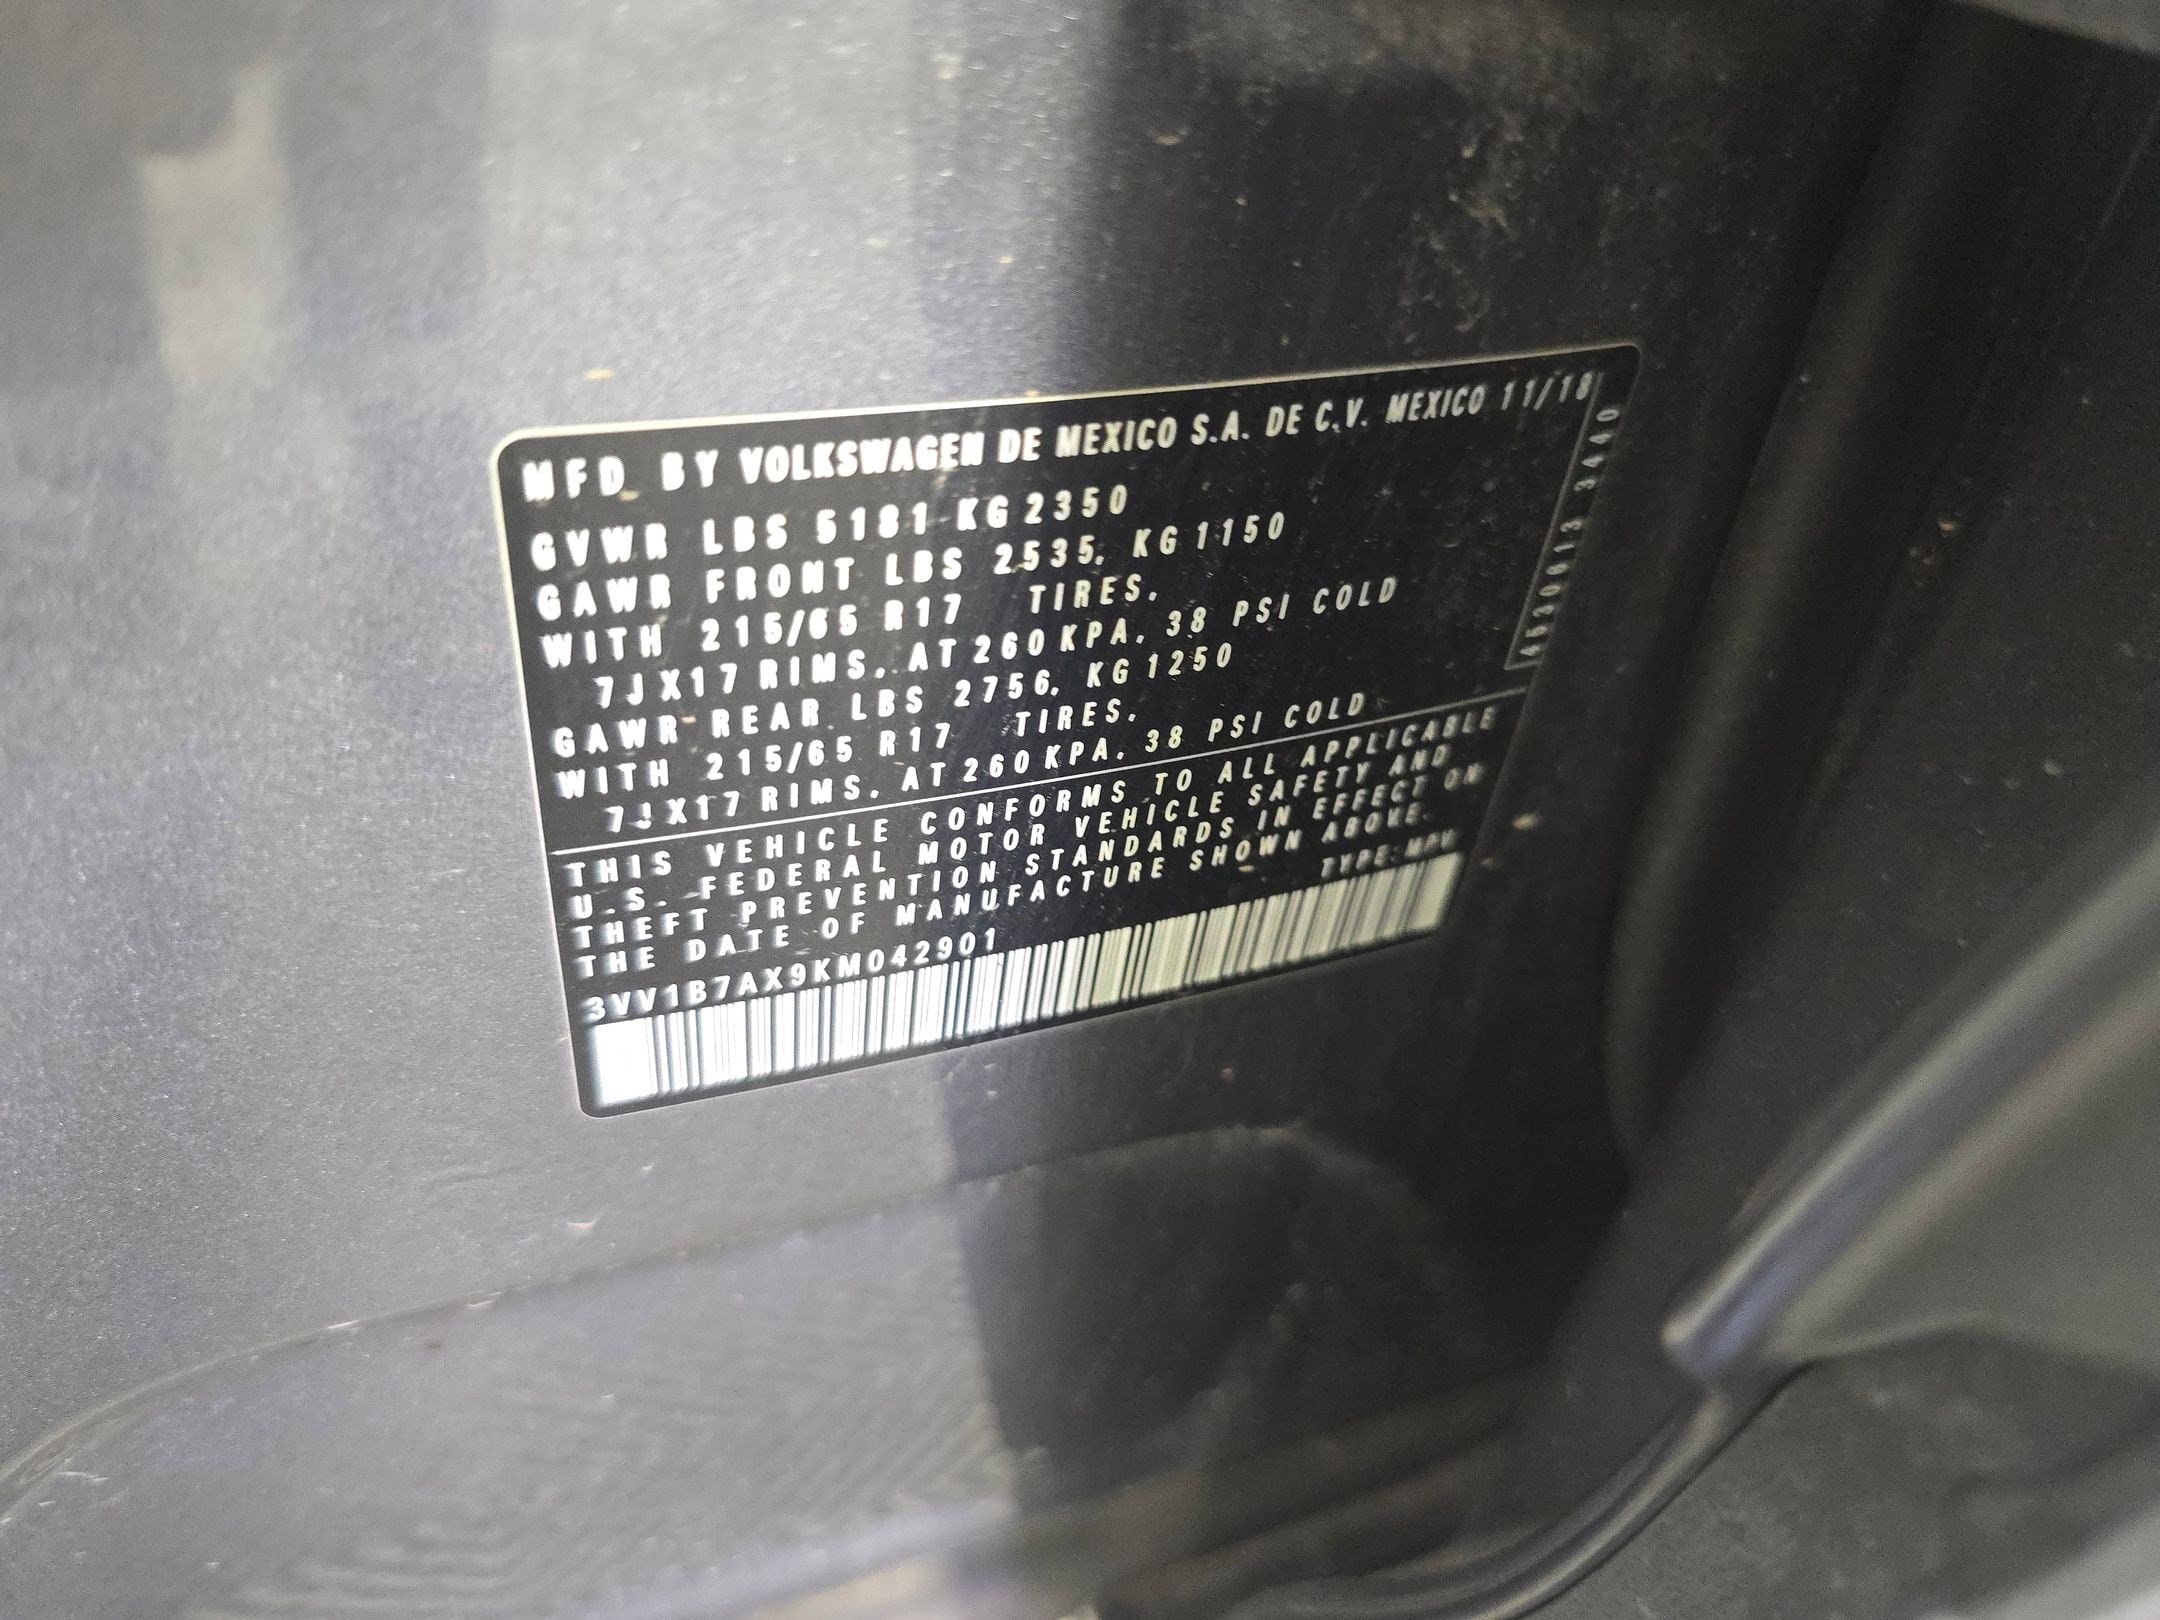 MFD. BY VOLKSWAGEN DE MEXICO S.A. DE C.V. MEXICO 11/18
GVWR LBS 5181 KG 2350
GAWR FRONT LBS 2535, KG 1150
WITH 215/65 R17 TIRES,
7JX17 RIMS, AT 260 KPA, 38 PSI COLD
GAWR REAR LBS 2756, KG 1250
WITH 215/65 R17 TIRES,
7JX17 RIMS, AT 260 KPA, 38 PSI COLD
THIS VEHICLE CONFORMS TO ALL APPLICABLE
U.S. FEDERAL MOTOR VEHICLE SAFETY AND
THEFT PREVENTION STANDARDS IN EFFECT ON
THE DATE OF MANUFACTURE SHOWN ABOVE.
TYPE: MPV
3VV1B7AX9KM042901
3440